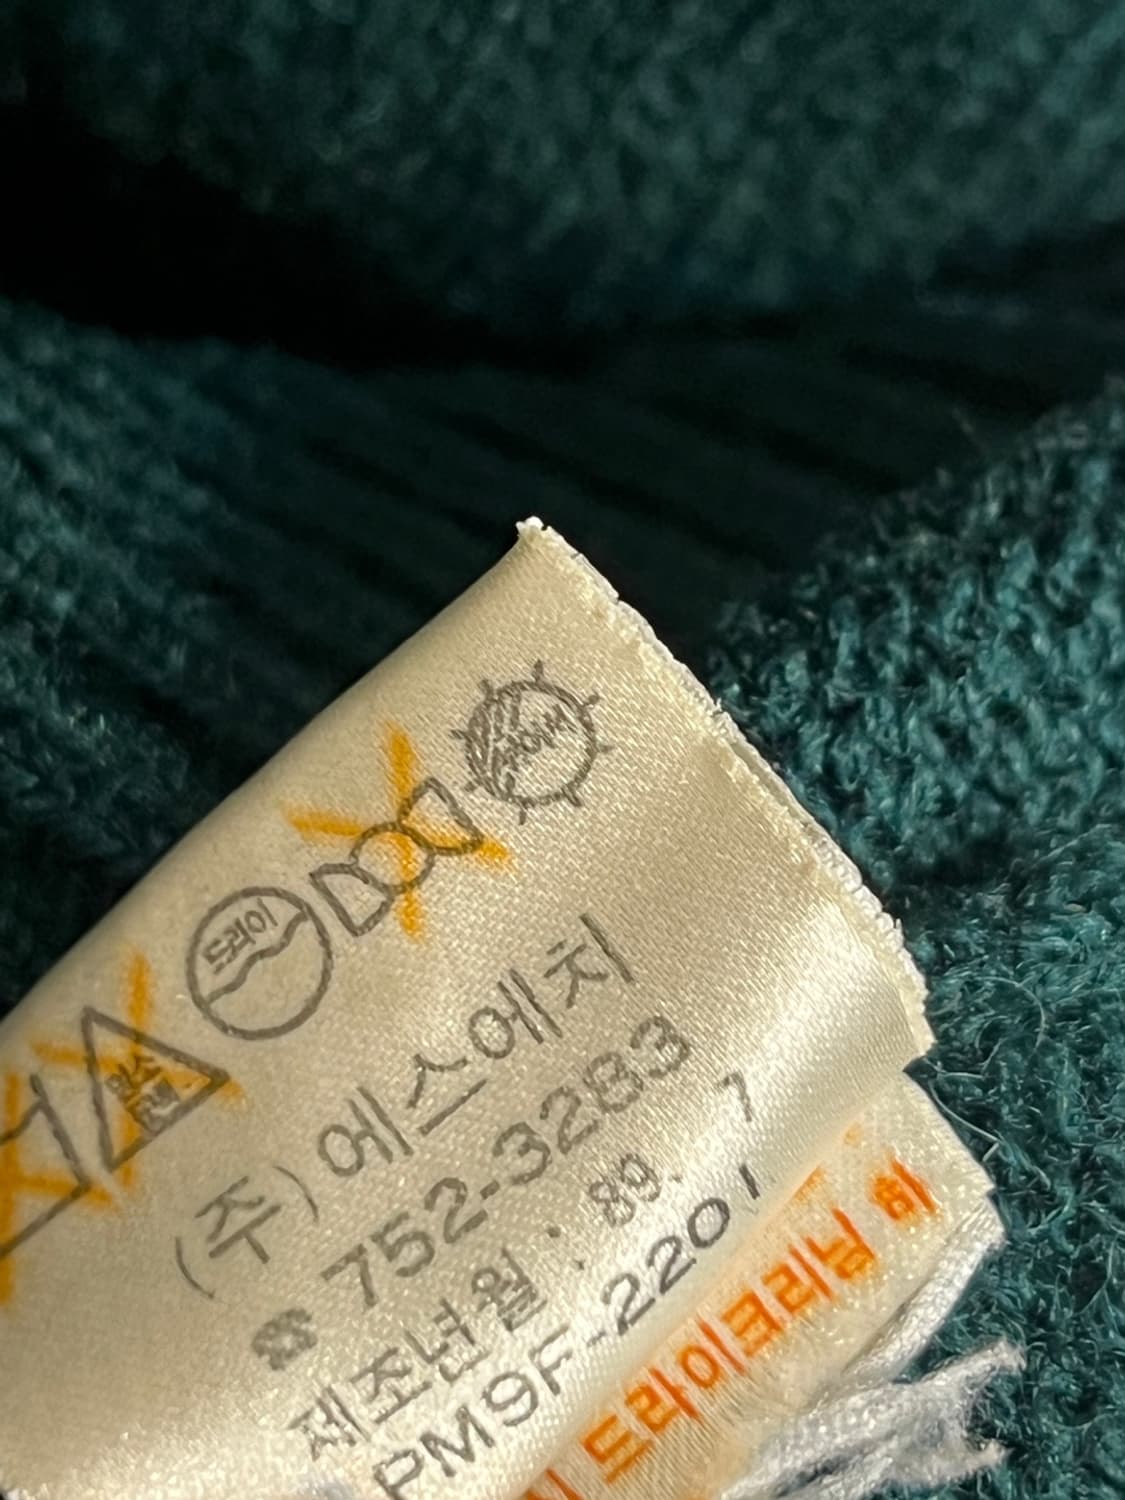 드라이
(주)에스에치
☎ 752-3283
제조년월 : 89. 7
PM9F-2201
드라이크리닝